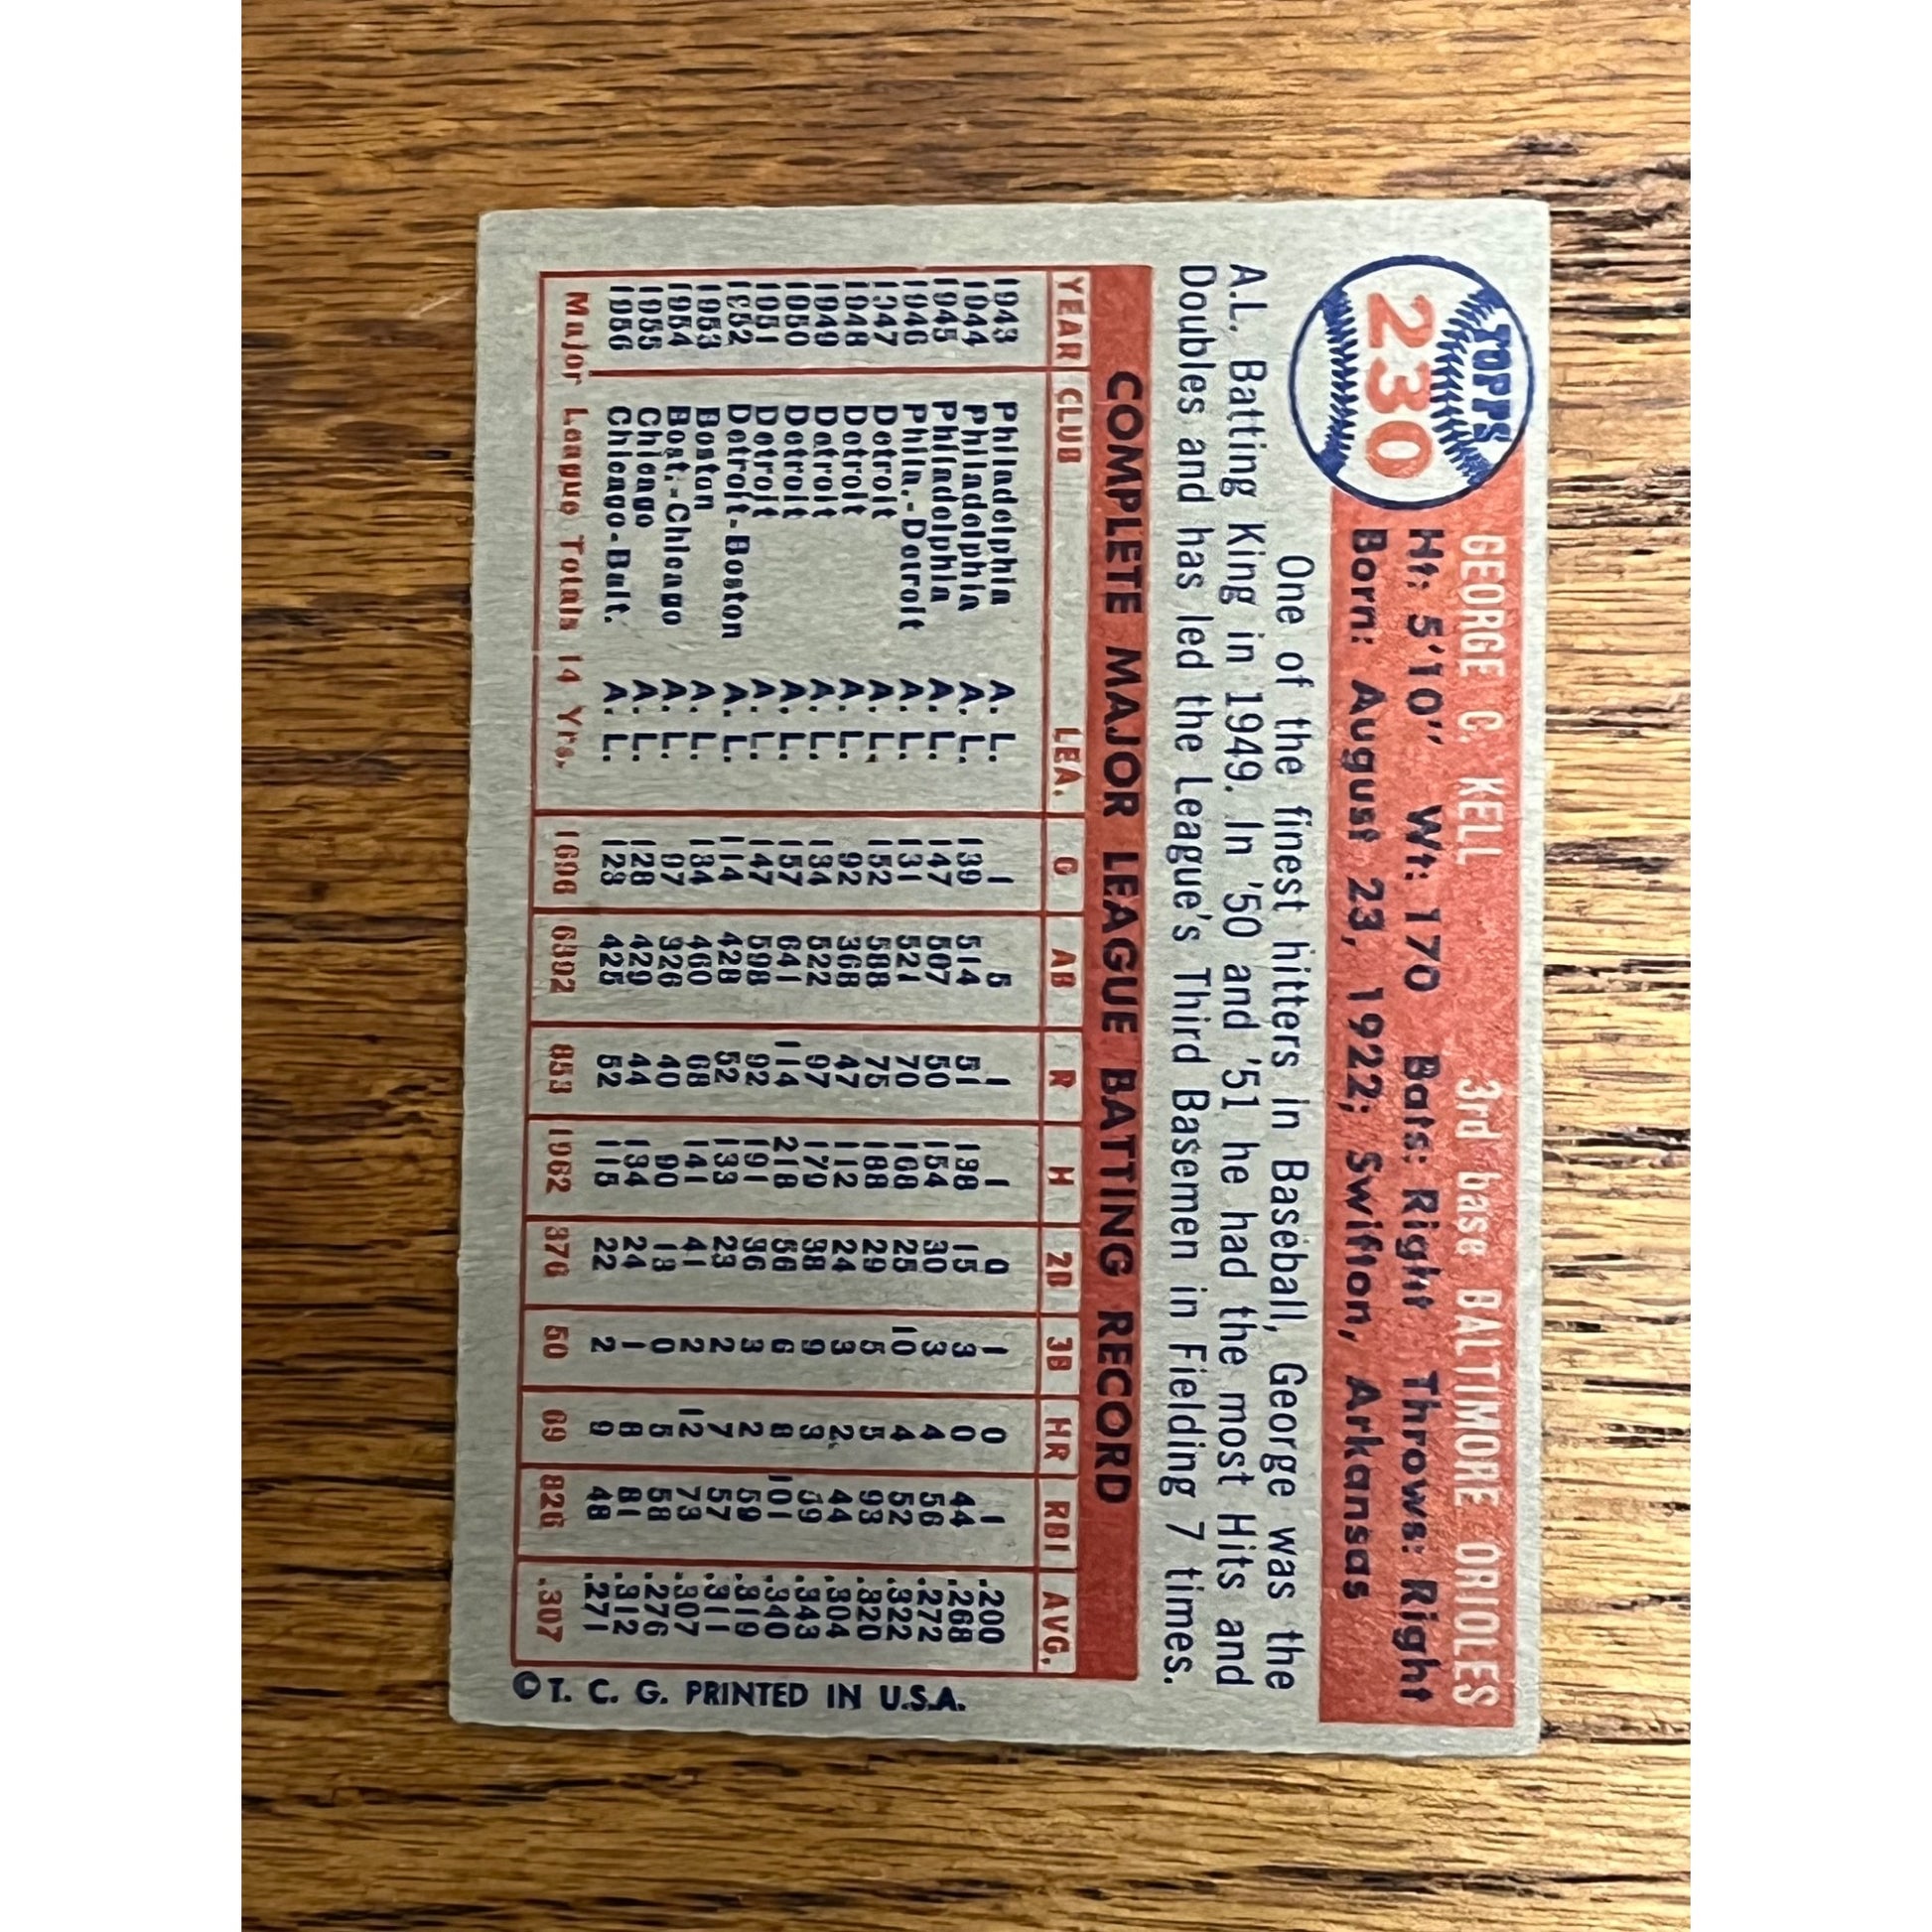 TOPPS
230
GEORGE C. KELL 3rd base BALTIMORE ORIOLES
Ht: 5'10" Wt: 170 Bats: Right Throws: Right
Born: August 23, 1922; Swifton, Arkansas
One of the finest hitters in Baseball, George was the
A.L. Batting King in 1949. In '50 and '51 he had the most Hits and
Doubles and has led the League's Third Basemen in Fielding 7 times.
COMPLETE MAJOR LEAGUE BATTING RECORD
YEAR CLUB LEA. G AB R H 2B 3B HR RBI AVG.
1943 Philadelphia A. L. 1 5 1 1 0 1 0 1 .200
1944 Philadelphia A. L. 139 514 51 138 15 3 0 44 .268
1945 Philadelphia A. L. 147 507 50 154 30 3 4 56 .272
1946 Phila.-Detroit A. L. 131 521 70 168 25 10 4 52 .322
1947 Detroit A. L. 152 588 75 188 29 5 5 93 .320
1948 Detroit A. L. 92 368 47 112 24 3 2 44 .304
1949 Detroit A. L. 134 522 97 179 38 9 3 59 .343
1950 Detroit A. L. 157 641 114 218 56 6 8 101 .340
1951 Detroit A. L. 147 598 92 191 36 3 2 59 .319
1952 Detroit-Boston A. L. 114 428 52 133 23 2 7 57 .311
1953 Boston A. L. 134 460 68 141 41 2 12 73 .307
1954 Bost.-Chicago A. L. 97 326 40 90 13 0 5 58 .276
1955 Chicago A. L. 128 429 44 134 24 1 8 81 .312
1956 Chicago-Balt. A. L. 123 425 52 115 22 2 9 48 .271
Major League Totals 14 Yrs. 1696 6332 853 1962 376 50 69 826 .307
© T. C. G. PRINTED IN U.S.A.